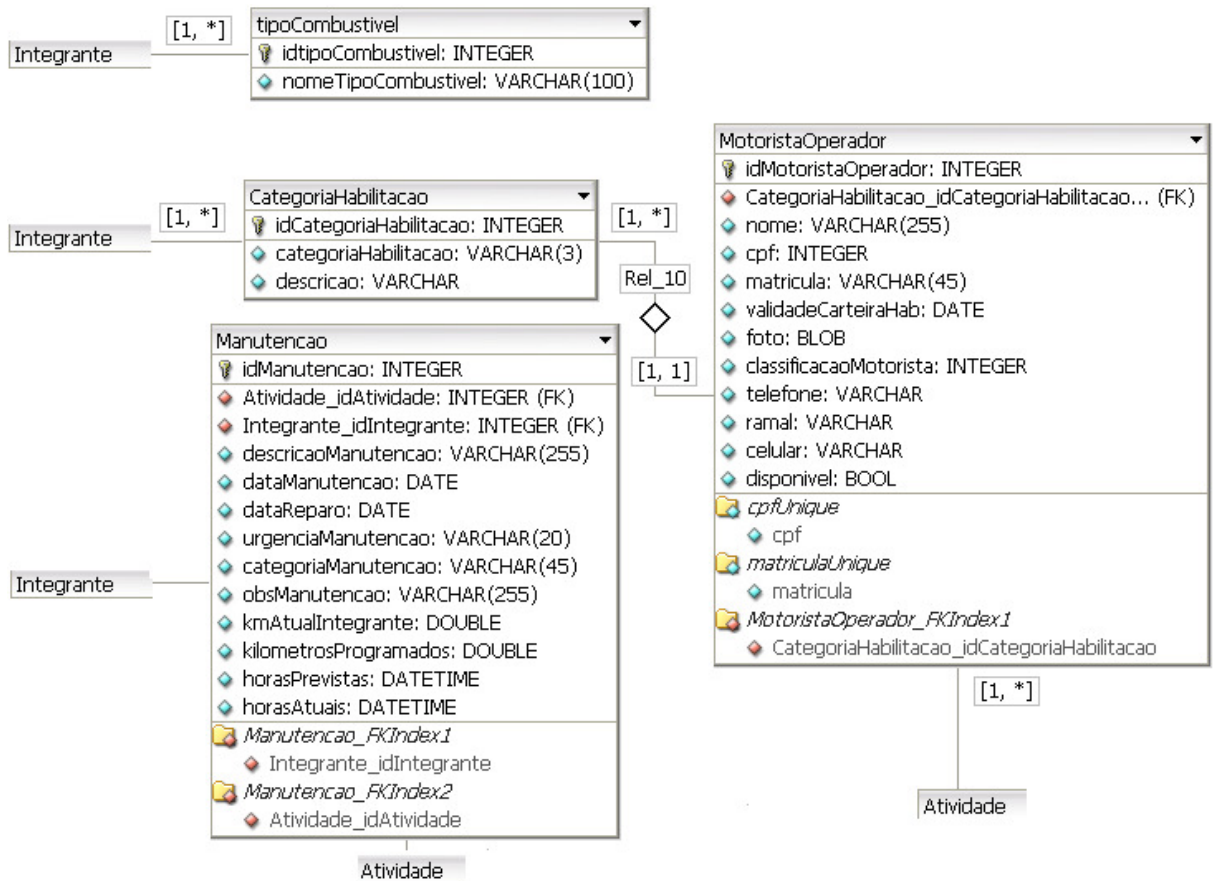 Integrante
[1, *]
tipoCombustivel
idtipoCombustivel: INTEGER
nomeTipoCombustivel: VARCHAR(100)
Integrante
[1, *]
CategoriaHabilitacao
idCategoriaHabilitacao: INTEGER
categoriaHabilitacao: VARCHAR(3)
descricao: VARCHAR
[1, *]
Rel_10
[1, 1]
MotoristaOperador
idMotoristaOperador: INTEGER
CategoriaHabilitacao_idCategoriaHabilitacao... (FK)
nome: VARCHAR(255)
cpf: INTEGER
matricula: VARCHAR(45)
validadeCarteiraHab: DATE
foto: BLOB
classificacaoMotorista: INTEGER
telefone: VARCHAR
ramal: VARCHAR
celular: VARCHAR
disponivel: BOOL
cpfUnique
cpf
matriculaUnique
matricula
MotoristaOperador_FKIndex1
CategoriaHabilitacao_idCategoriaHabilitacao
[1, *]
Atividade
Integrante
Manutencao
idManutencao: INTEGER
Atividade_idAtividade: INTEGER (FK)
Integrante_idIntegrante: INTEGER (FK)
descricaoManutencao: VARCHAR(255)
dataManutencao: DATE
dataReparo: DATE
urgenciaManutencao: VARCHAR(20)
categoriaManutencao: VARCHAR(45)
obsManutencao: VARCHAR(255)
kmAtualIntegrante: DOUBLE
kilometrosProgramados: DOUBLE
horasPrevistas: DATETIME
horasAtuais: DATETIME
Manutencao_FKIndex1
Integrante_idIntegrante
Manutencao_FKIndex2
Atividade_idAtividade
Atividade